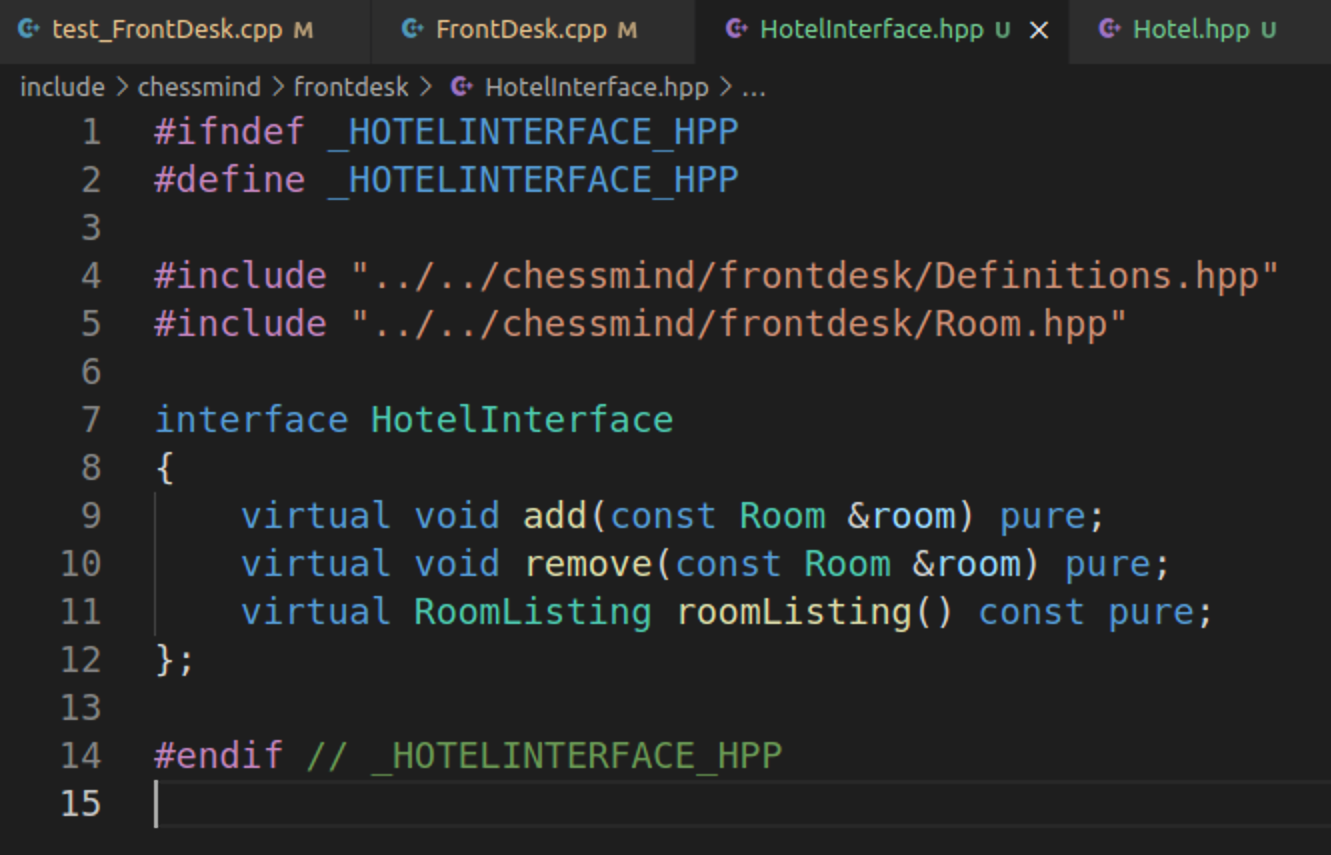 test_FrontDesk.cpp M FrontDesk.cpp M HotelInterface.hpp U × Hotel.hpp U
include > chessmind > frontdesk > HotelInterface.hpp > ...
1 #ifndef _HOTELINTERFACE_HPP
2 #define _HOTELINTERFACE_HPP
3
4 #include "../../chessmind/frontdesk/Definitions.hpp"
5 #include "../../chessmind/frontdesk/Room.hpp"
6
7 interface HotelInterface
8 {
9     virtual void add(const Room &room) pure;
10     virtual void remove(const Room &room) pure;
11     virtual RoomListing roomListing() const pure;
12 };
13
14 #endif // _HOTELINTERFACE_HPP
15